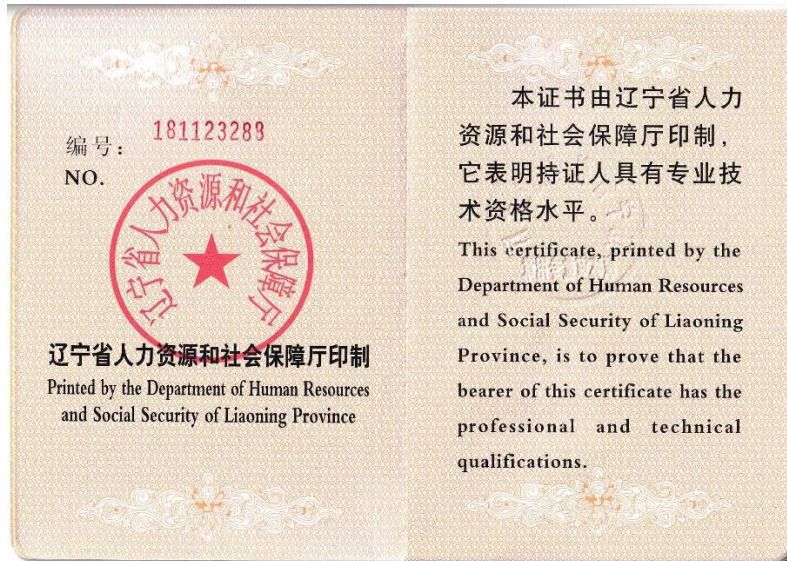 编号：
181123288
NO.
辽宁省人力资源和社会保障厅
辽宁省人力资源和社会保障厅印制
Printed by the Department of Human Resources
and Social Security of Liaoning Province
本证书由辽宁省人力
资源和社会保障厅印制，
它表明持证人具有专业技
术资格水平。
This certificate, printed by the
Department of Human Resources
and Social Security of Liaoning
Province, is to prove that the
bearer of this certificate has the
professional and technical
qualifications.